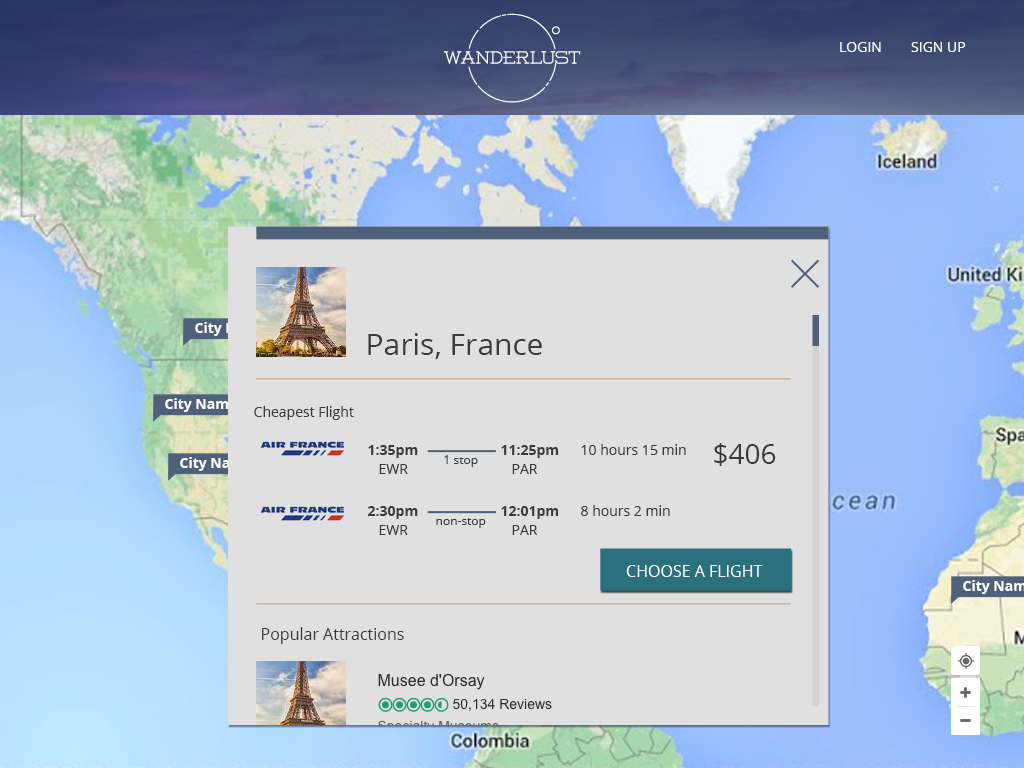 WANDERLUST
LOGIN SIGN UP
Iceland
United Ki
City
Paris, France
City Nam
Cheapest Flight
AIR FRANCE 1:35pm 11:25pm 10 hours 15 min $406
1 stop
EWR PAR
City Na
Spa
cean
AIR FRANCE 2:30pm 12:01pm 8 hours 2 min
non-stop
EWR PAR
CHOOSE A FLIGHT
City Nam
Popular Attractions
M
Musee d'Orsay
50,134 Reviews
Specialty Museums
Colombia